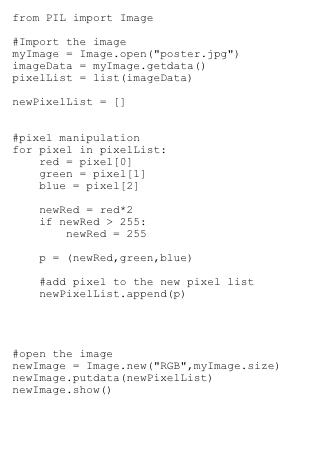 from PIL import Image

#Import the image
myImage = Image.open("poster.jpg")
imageData = myImage.getdata()
pixelList = list(imageData)

newPixelList = []

#pixel manipulation
for pixel in pixelList:
    red = pixel[0]
    green = pixel[1]
    blue = pixel[2]

    newRed = red*2
    if newRed > 255:
        newRed = 255

    p = (newRed,green,blue)

    #add pixel to the new pixel list
    newPixelList.append(p)

#open the image
newImage = Image.new("RGB",myImage.size)
newImage.putdata(newPixelList)
newImage.show()